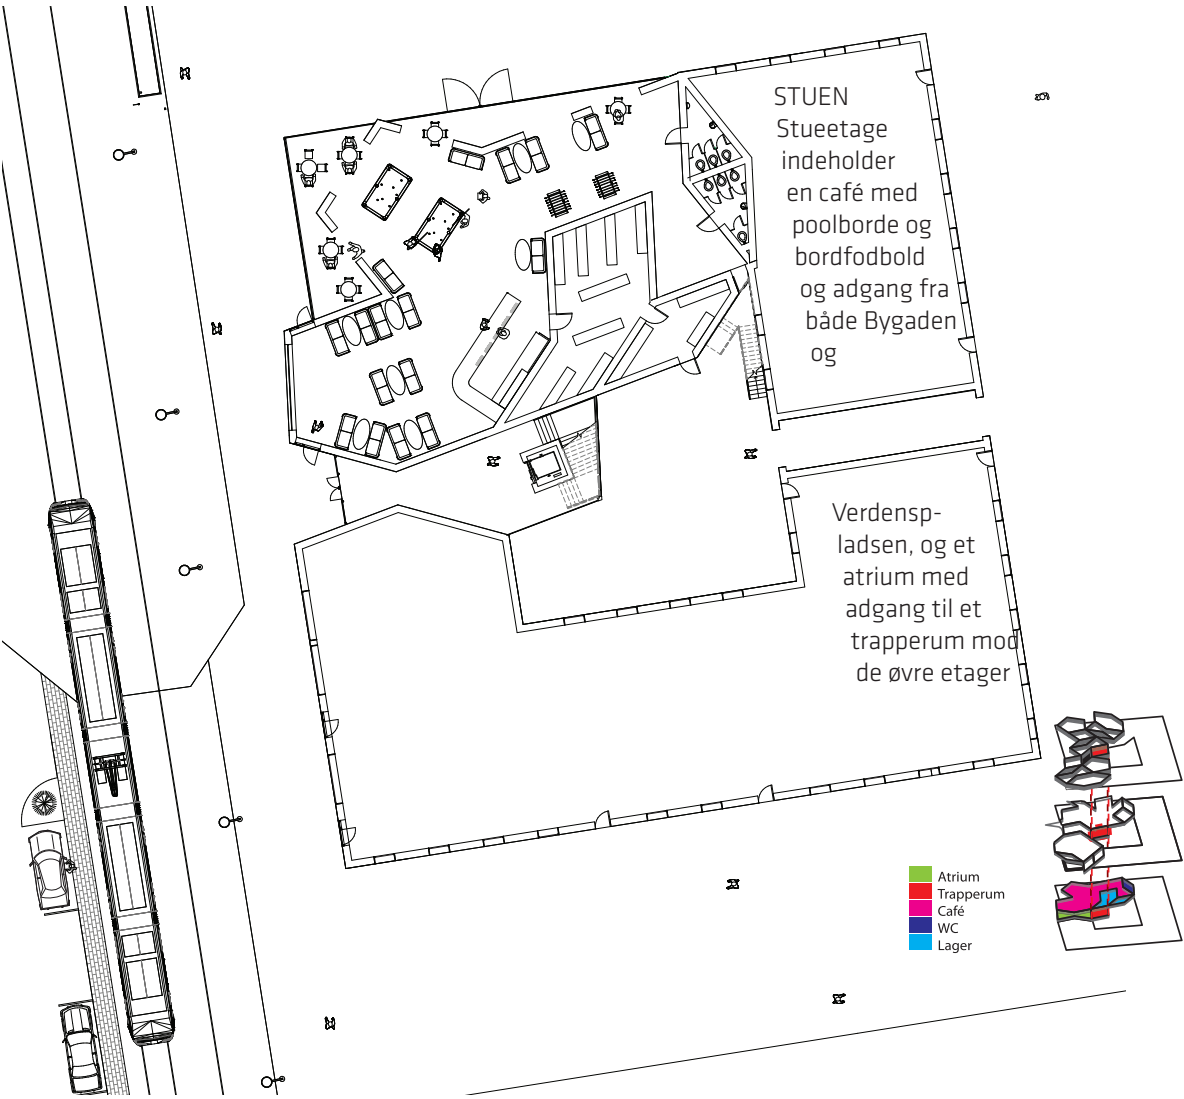 STUEN
Stueetage
indeholder
en café med
poolborde og
bordfodbold
og adgang fra
både Bygaden
og
Verdensp-
ladsen, og et
atrium med
adgang til et
trapperum mod
de øvre etager
Atrium
Trapperum
Café
WC
Lager